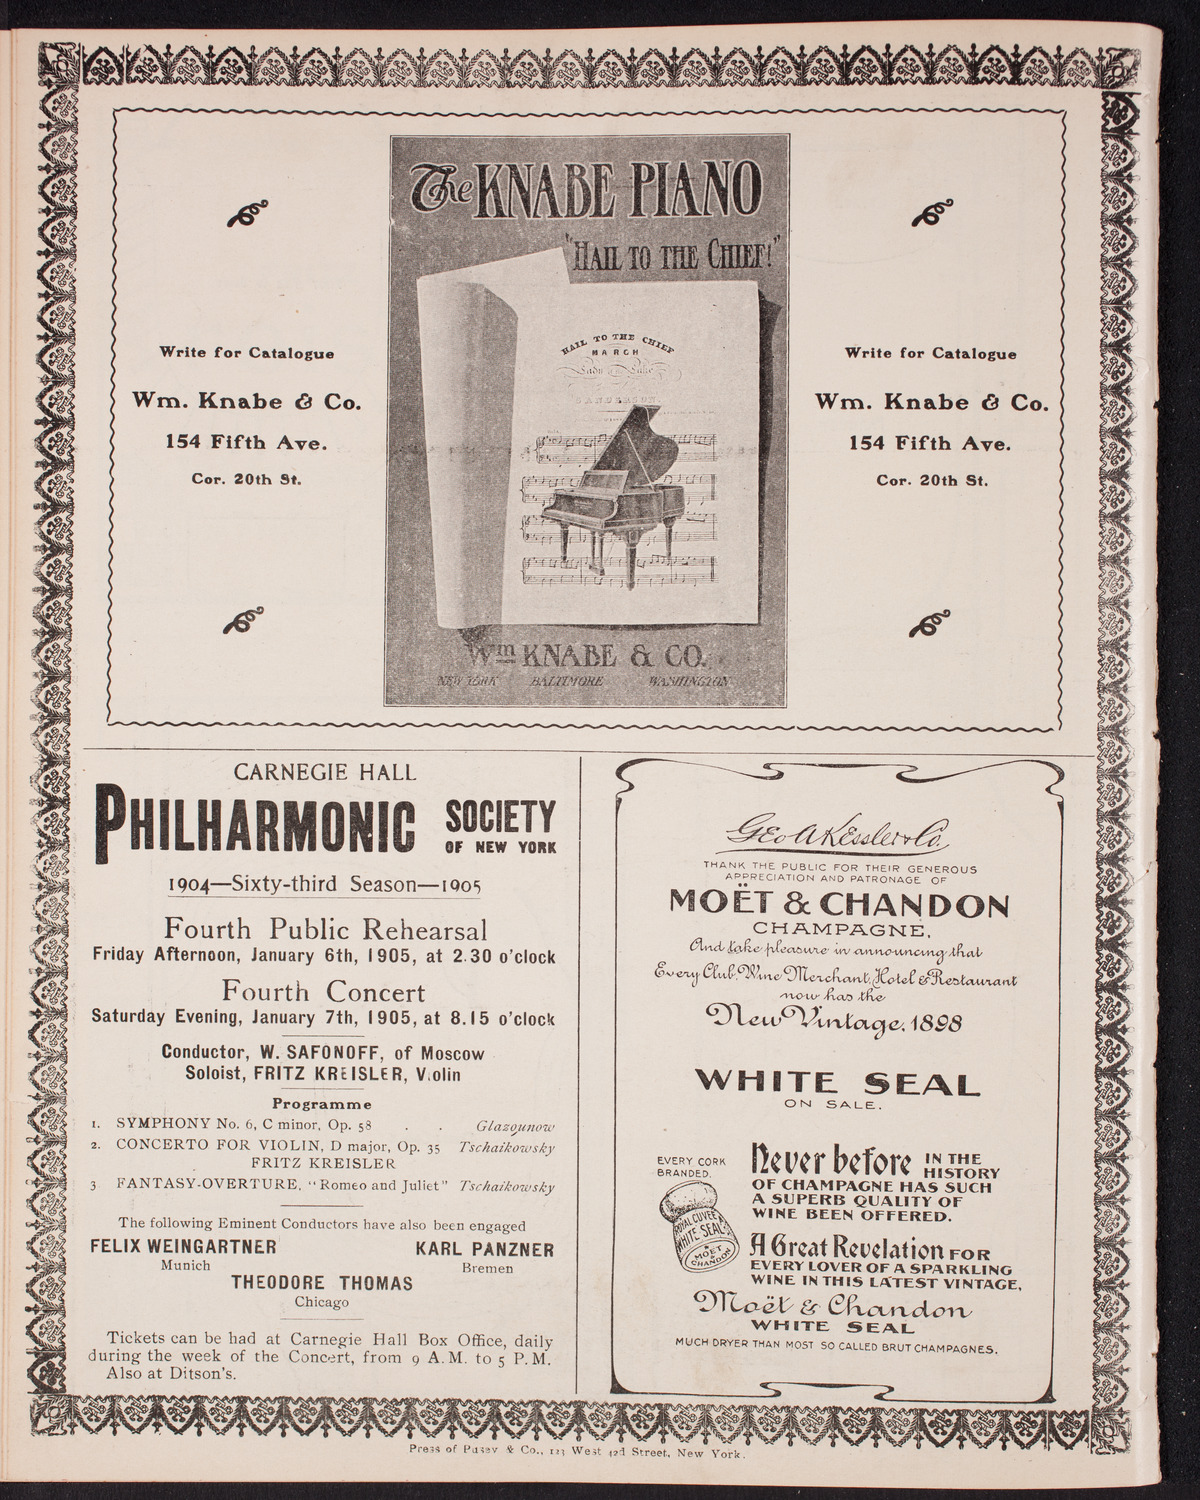 The KNABE PIANO
"HAIL TO THE CHIEF!"
HAIL TO THE CHIEF
MARCH
Lady of the Lake
SANDERSON.
Wm KNABE & CO.
NEW YORK BALTIMORE WASHINGTON
Write for Catalogue
Wm. Knabe & Co.
154 Fifth Ave.
Cor. 20th St.
Write for Catalogue
Wm. Knabe & Co.
154 Fifth Ave.
Cor. 20th St.
CARNEGIE HALL
PHILHARMONIC SOCIETY
OF NEW YORK
1904—Sixty-third Season—1905
Fourth Public Rehearsal
Friday Afternoon, January 6th, 1905, at 2.30 o'clock
Fourth Concert
Saturday Evening, January 7th, 1905, at 8.15 o'clock
Conductor, W. SAFONOFF, of Moscow
Soloist, FRITZ KREISLER, Violin
Programme
1. SYMPHONY No. 6, C minor, Op. 58 . . Glazounow
2. CONCERTO FOR VIOLIN, D major, Op. 35 Tschaikowsky
FRITZ KREISLER
3 FANTASY-OVERTURE, "Romeo and Juliet" Tschaikowsky
The following Eminent Conductors have also been engaged
FELIX WEINGARTNER KARL PANZNER
Munich Bremen
THEODORE THOMAS
Chicago
Tickets can be had at Carnegie Hall Box Office, daily
during the week of the Concert, from 9 A.M. to 5 P.M.
Also at Ditson's.
Geo A Kessler & Co.
THANK THE PUBLIC FOR THEIR GENEROUS
APPRECIATION AND PATRONAGE OF
MOËT & CHANDON
CHAMPAGNE,
And take pleasure in announcing that
Every Club, Wine Merchant, Hotel & Restaurant
now has the
New Vintage, 1898
WHITE SEAL
ON SALE.
EVERY CORK
BRANDED.
ROYAL CUVEE
WHITE SEAL
MOËT &
CHANDON
Never before IN THE
HISTORY
OF CHAMPAGNE HAS SUCH
A SUPERB QUALITY OF
WINE BEEN OFFERED.
A Great Revelation FOR
EVERY LOVER OF A SPARKLING
WINE IN THIS LATEST VINTAGE,
Moët & Chandon
WHITE SEAL
MUCH DRYER THAN MOST SO CALLED BRUT CHAMPAGNES.
Press of Pusey & Co., 123 West 42d Street, New York.